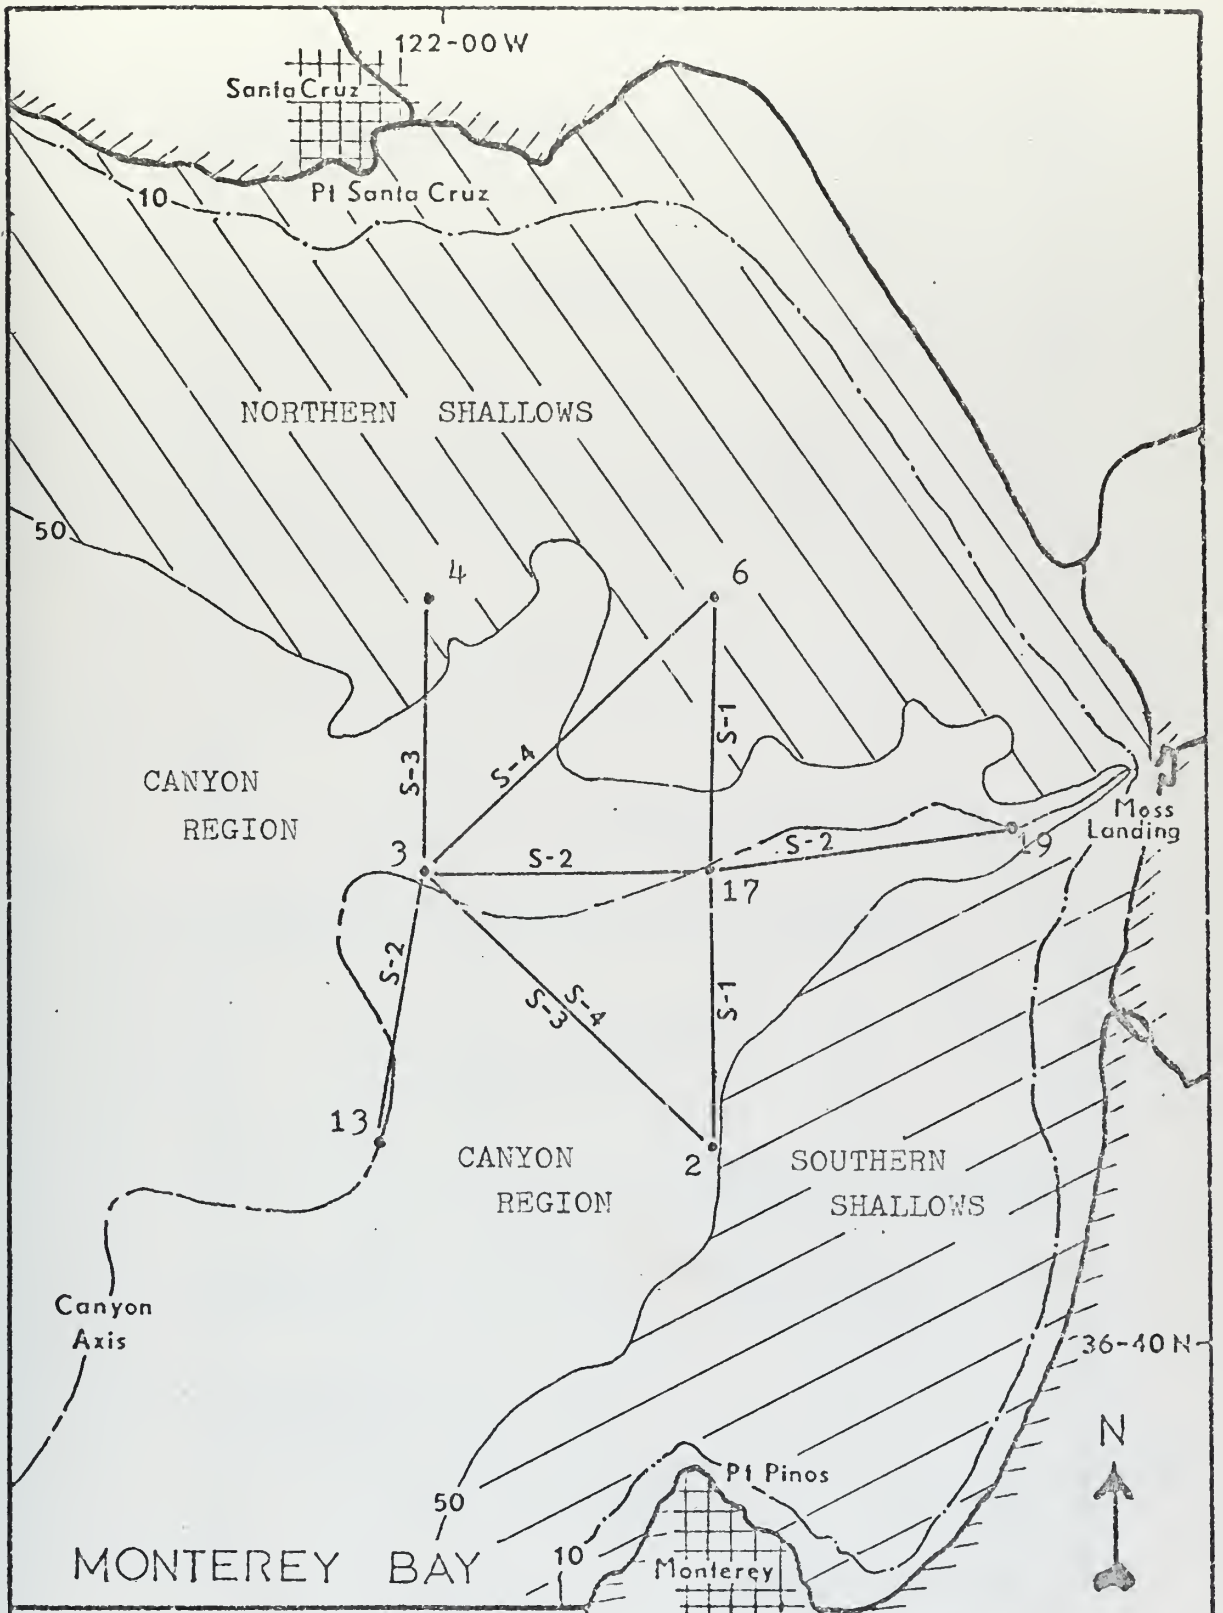 122-00 W
Santa Cruz
Pt Santa Cruz
10
NORTHERN SHALLOWS
50
4
6
S-1
S-3
S-4
CANYON
REGION
Moss
Landing
3
S-2
S-2
19
17
S-2
S-4
S-3
S-1
13
2
CANYON
REGION
SOUTHERN
SHALLOWS
Canyon
Axis
36-40 N
N
Pt Pinos
50
10
Monterey
MONTEREY BAY